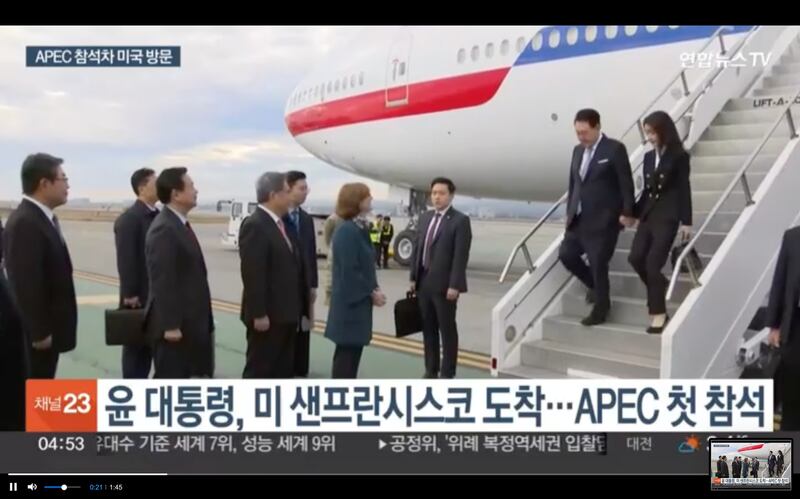 APEC 참석차 미국 방문
연합뉴스TV
LIFT-A-
채널 23
윤 대통령, 미 샌프란시스코 도착…APEC 첫 참석
04:53
대수 기준 세계 7위, 성능 세계 9위 ▶공정위, '위례 복정역세권 입찰담
대전
0:21 | 1:45